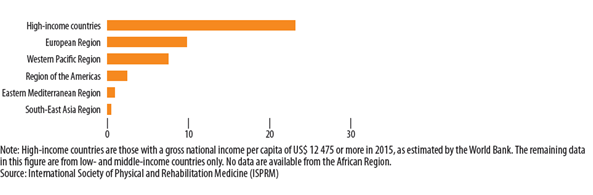 High-income countries
European Region
Western Pacific Region
Region of the Americas
Eastern Mediterranean Region
South-East Asia Region
0 10 20 30
Note: High-income countries are those with a gross national income per capita of US$ 12 475 or more in 2015, as estimated by the World Bank. The remaining data
in this figure are from low- and middle-income countries only. No data are available from the African Region.
Source: International Society of Physical and Rehabilitation Medicine (ISPRM)